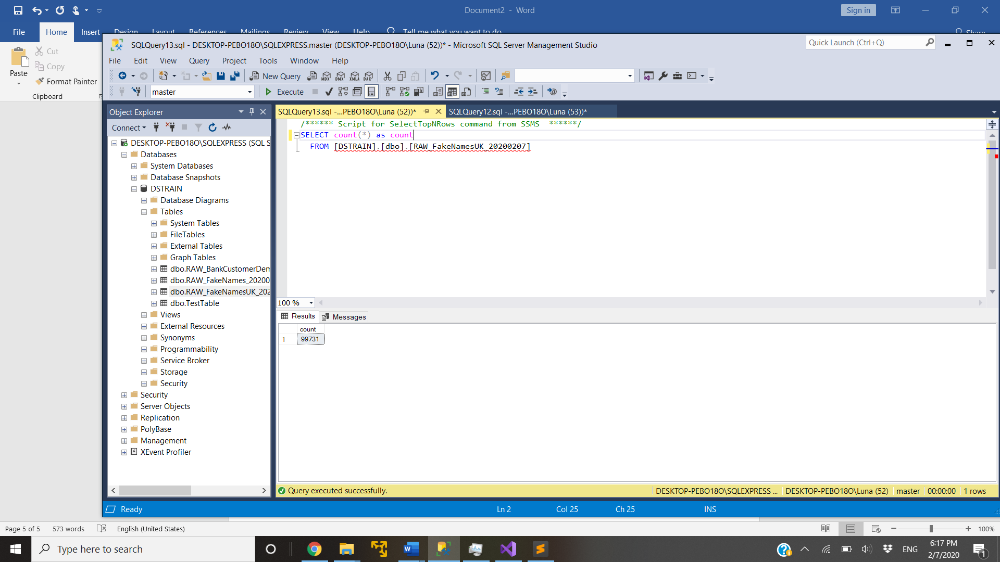 Document2 - Word
Sign in
File Home Insert Design Layout References Mailings Review View Help Tell me what you want to do
Share
Paste
Cut
Copy
Format Painter
Clipboard
SQLQuery13.sql - DESKTOP-PEBO18O\SQLEXPRESS.master (DESKTOP-PEBO18O\Luna (52))* - Microsoft SQL Server Management Studio
Quick Launch (Ctrl+Q)
File Edit View Query Project Tools Window Help
New Query
MDX DMX XMLA DAX
master
Execute
Object Explorer
Connect
DESKTOP-PEBO18O\SQLEXPRESS (SQL S
Databases
System Databases
Database Snapshots
DSTRAIN
Database Diagrams
Tables
System Tables
FileTables
External Tables
Graph Tables
dbo.RAW_BankCustomerDem
dbo.RAW_FakeNames_20200
dbo.RAW_FakeNamesUK_202
dbo.TestTable
Views
External Resources
Synonyms
Programmability
Service Broker
Storage
Security
Security
Server Objects
Replication
PolyBase
Management
XEvent Profiler
SQLQuery13.sql -...PEBO18O\Luna (52))*
SQLQuery12.sql -...PEBO18O\Luna (53))*
/****** Script for SelectTopNRows command from SSMS ******/
SELECT count(*) as count
FROM [DSTRAIN].[dbo].[RAW_FakeNamesUK_20200207]
100 %
Results Messages
count
1 99731
Query executed successfully.
DESKTOP-PEBO18O\SQLEXPRESS ... DESKTOP-PEBO18O\Luna (52) master 00:00:00 1 rows
Ready Ln 2 Col 25 Ch 25 INS
Page 5 of 5 573 words English (United States) 100%
Type here to search
ENG
6:17 PM
2/7/2020
1